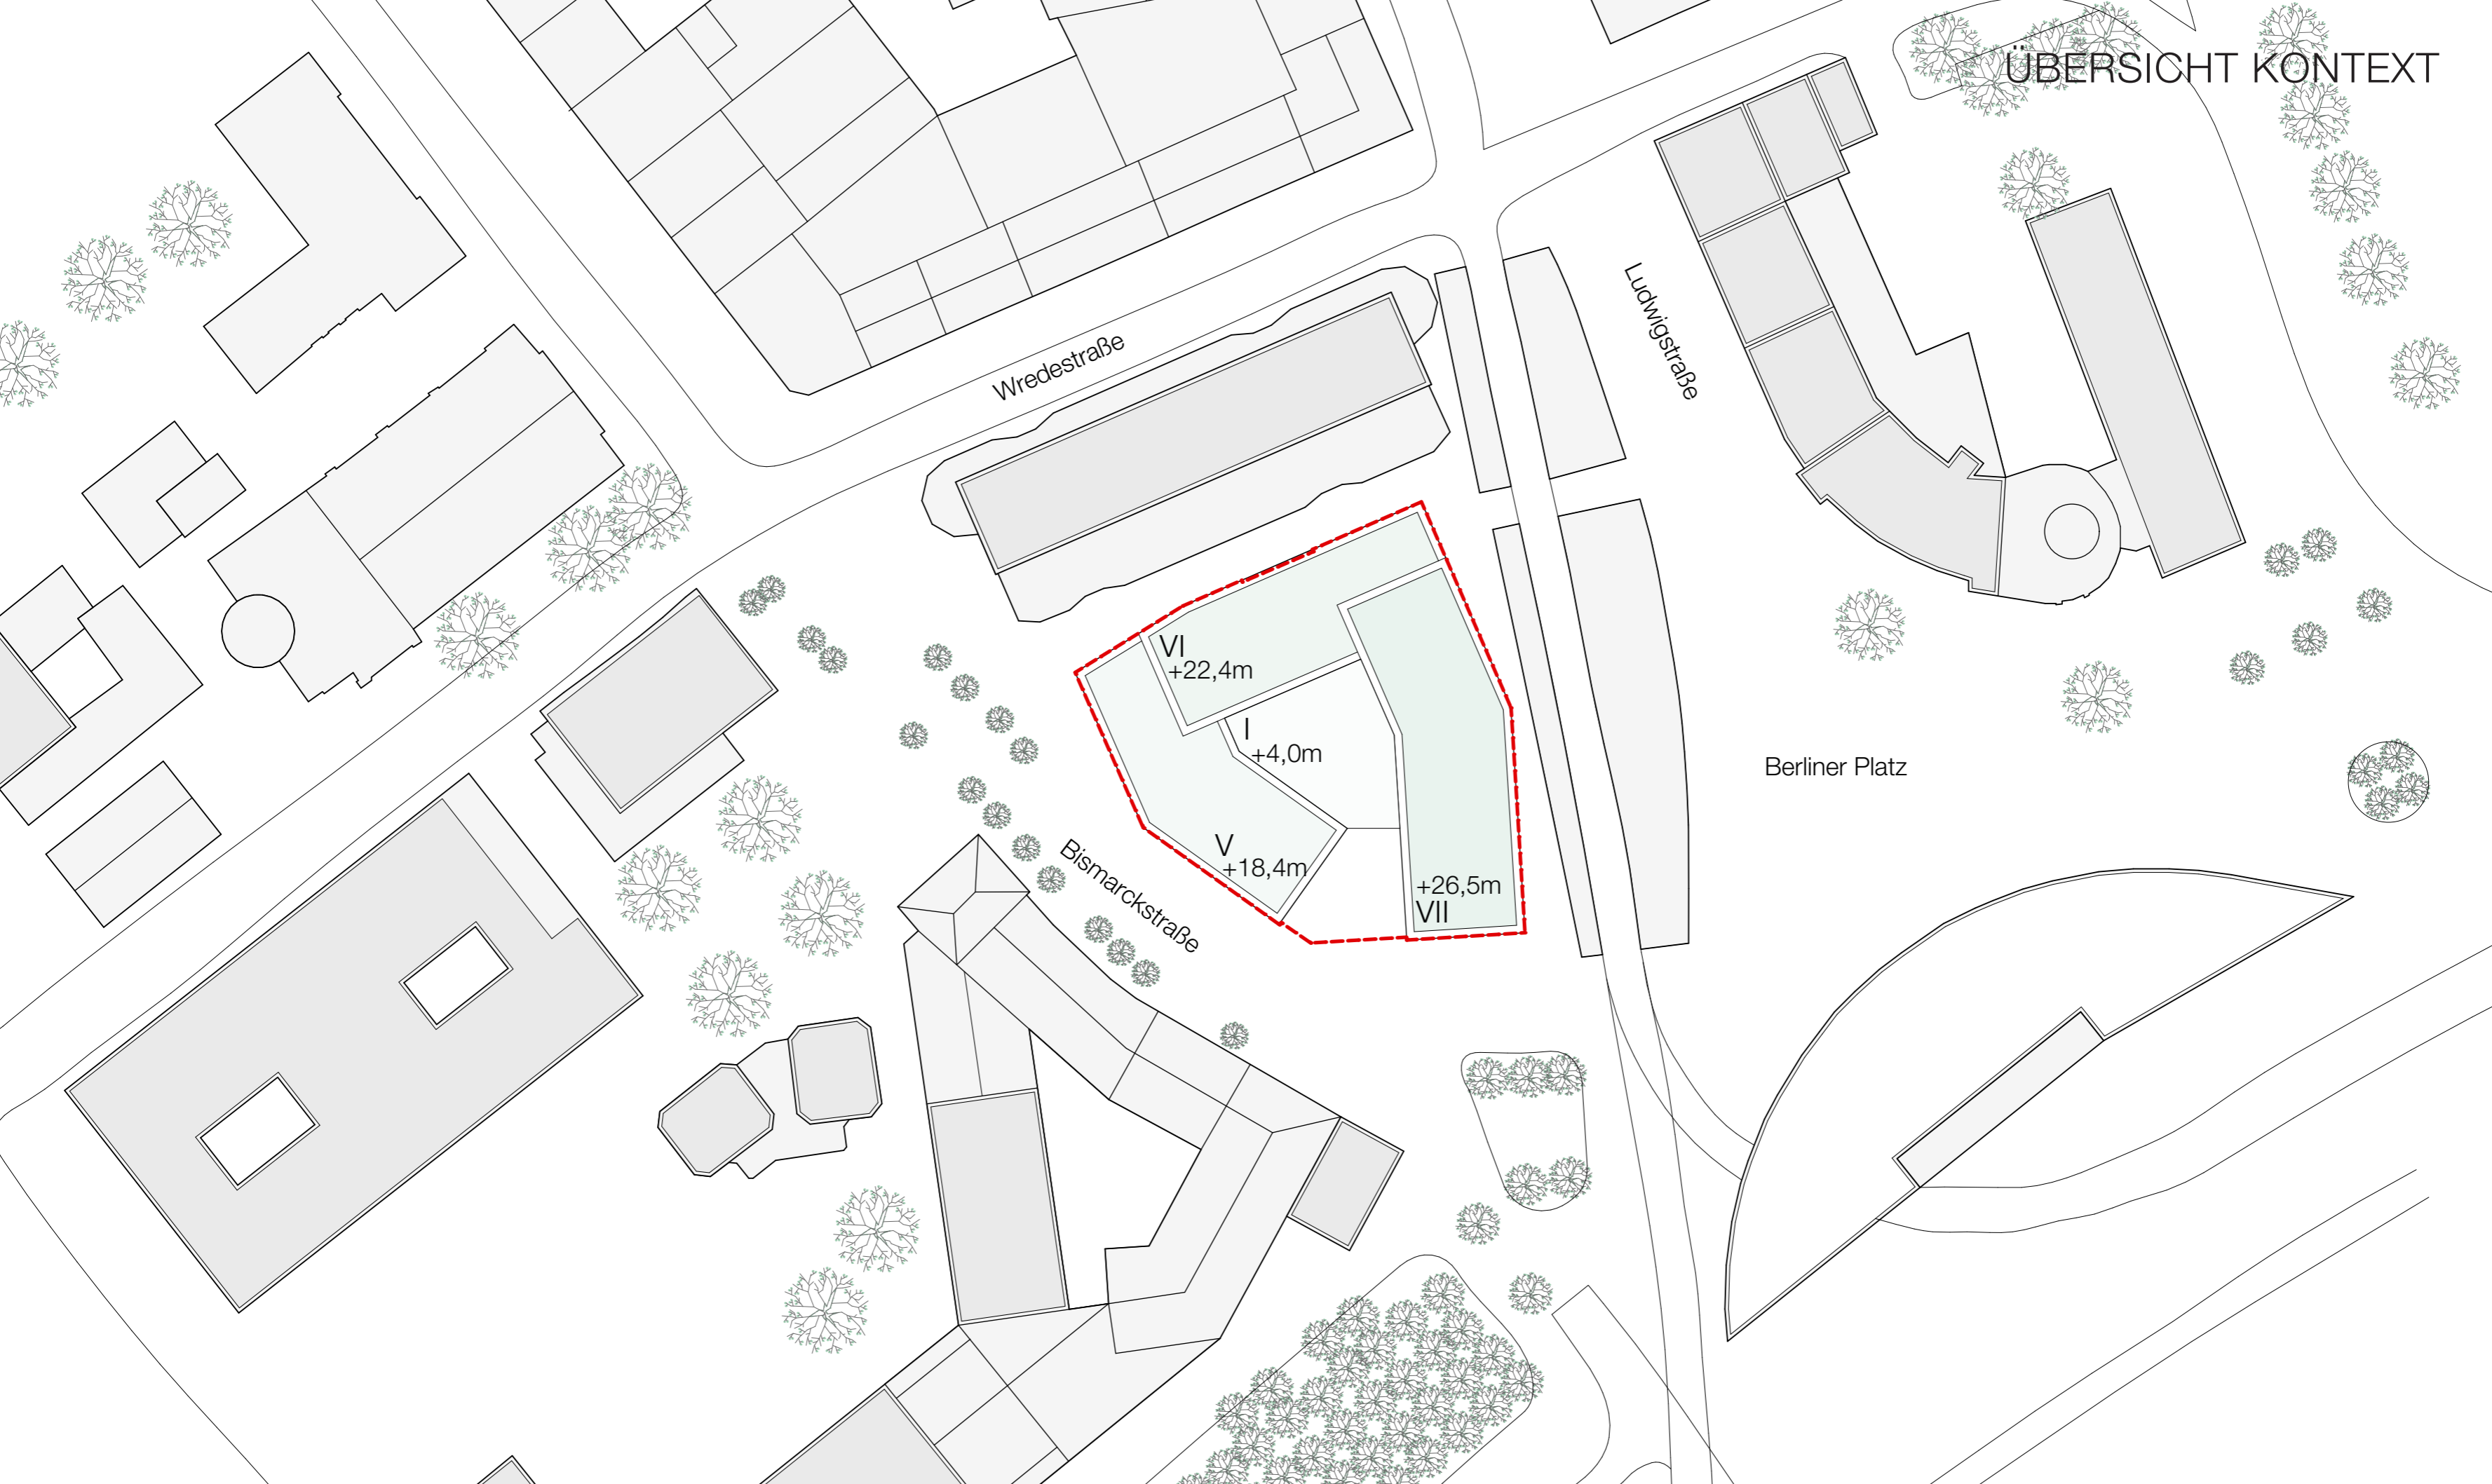 ÜBERSICHT KONTEXT
Wredestraße
Ludwigstraße
VI
+22,4m
I
+4,0m
Berliner Platz
V
+18,4m
Bismarckstraße
+26,5m
VII